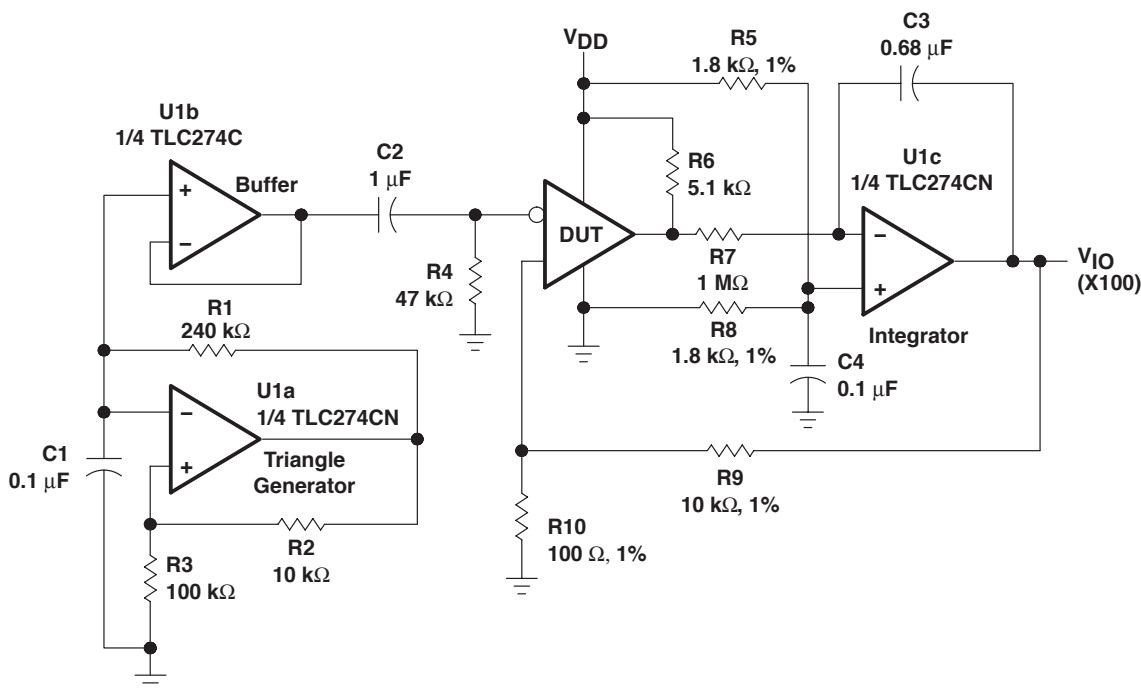 VDD
R5
1.8 kΩ, 1%
C3
0.68 μF
U1b
1/4 TLC274C
Buffer
C2
1 μF
R6
5.1 kΩ
U1c
1/4 TLC274CN
+
−
DUT
R4
47 kΩ
R7
1 MΩ
−
+
VIO
(X100)
Integrator
R8
1.8 kΩ, 1%
C4
0.1 μF
R1
240 kΩ
U1a
1/4 TLC274CN
−
+
Triangle
Generator
C1
0.1 μF
R9
10 kΩ, 1%
R10
100 Ω, 1%
R2
10 kΩ
R3
100 kΩ